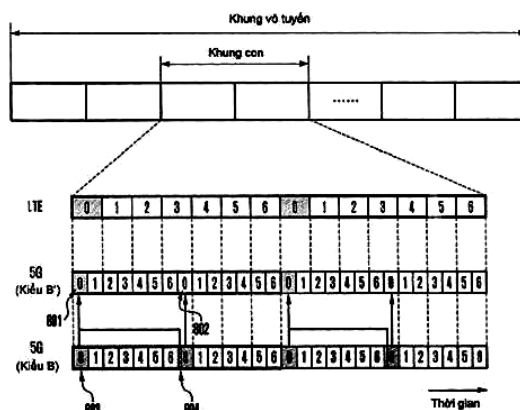 Khung vô tuyến
Khung con
......
LTE 0 1 2 3 4 5 6 0 1 2 3 4 5 6
5G
(Kiểu B')
0 1 2 3 4 5 6 0 1 2 3 4 5 6 0 1 2 3 4 5 6 0 1 2 3 4 5 6
801 802
5G
(Kiểu B)
0 1 2 3 4 5 6 0 1 2 3 4 5 6 0 1 2 3 4 5 6 0 1 2 3 4 5 6
Thời gian